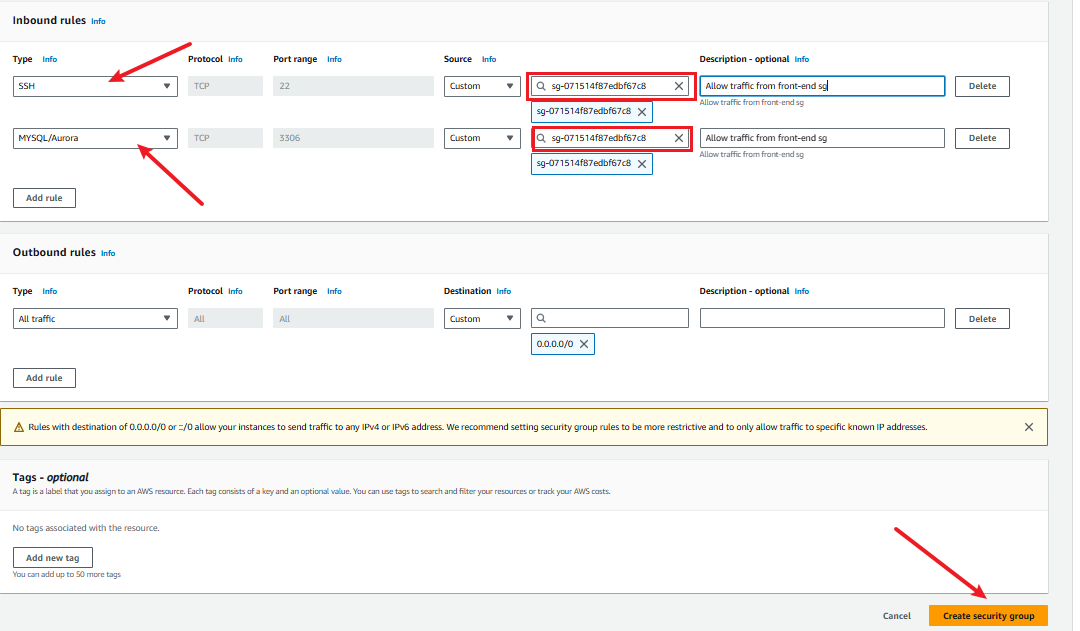 Inbound rules Info
Type Info Protocol Info Port range Info Source Info Description - optional Info
SSH TCP 22 Custom sg-071514f87edbf67c8 Allow traffic from front-end sg Delete
sg-071514f87edbf67c8 Allow traffic from front-end sg
MYSQL/Aurora TCP 3306 Custom sg-071514f87edbf67c8 Allow traffic from front-end sg Delete
sg-071514f87edbf67c8 Allow traffic from front-end sg
Add rule
Outbound rules Info
Type Info Protocol Info Port range Info Destination Info Description - optional Info
All traffic All All Custom Delete
0.0.0.0/0
Add rule
Rules with destination of 0.0.0.0/0 or ::/0 allow your instances to send traffic to any IPv4 or IPv6 address. We recommend setting security group rules to be more restrictive and to only allow traffic to specific known IP addresses.
Tags - optional
A tag is a label that you assign to an AWS resource. Each tag consists of a key and an optional value. You can use tags to search and filter your resources or track your AWS costs.
No tags associated with the resource.
Add new tag
You can add up to 50 more tags
Cancel Create security group